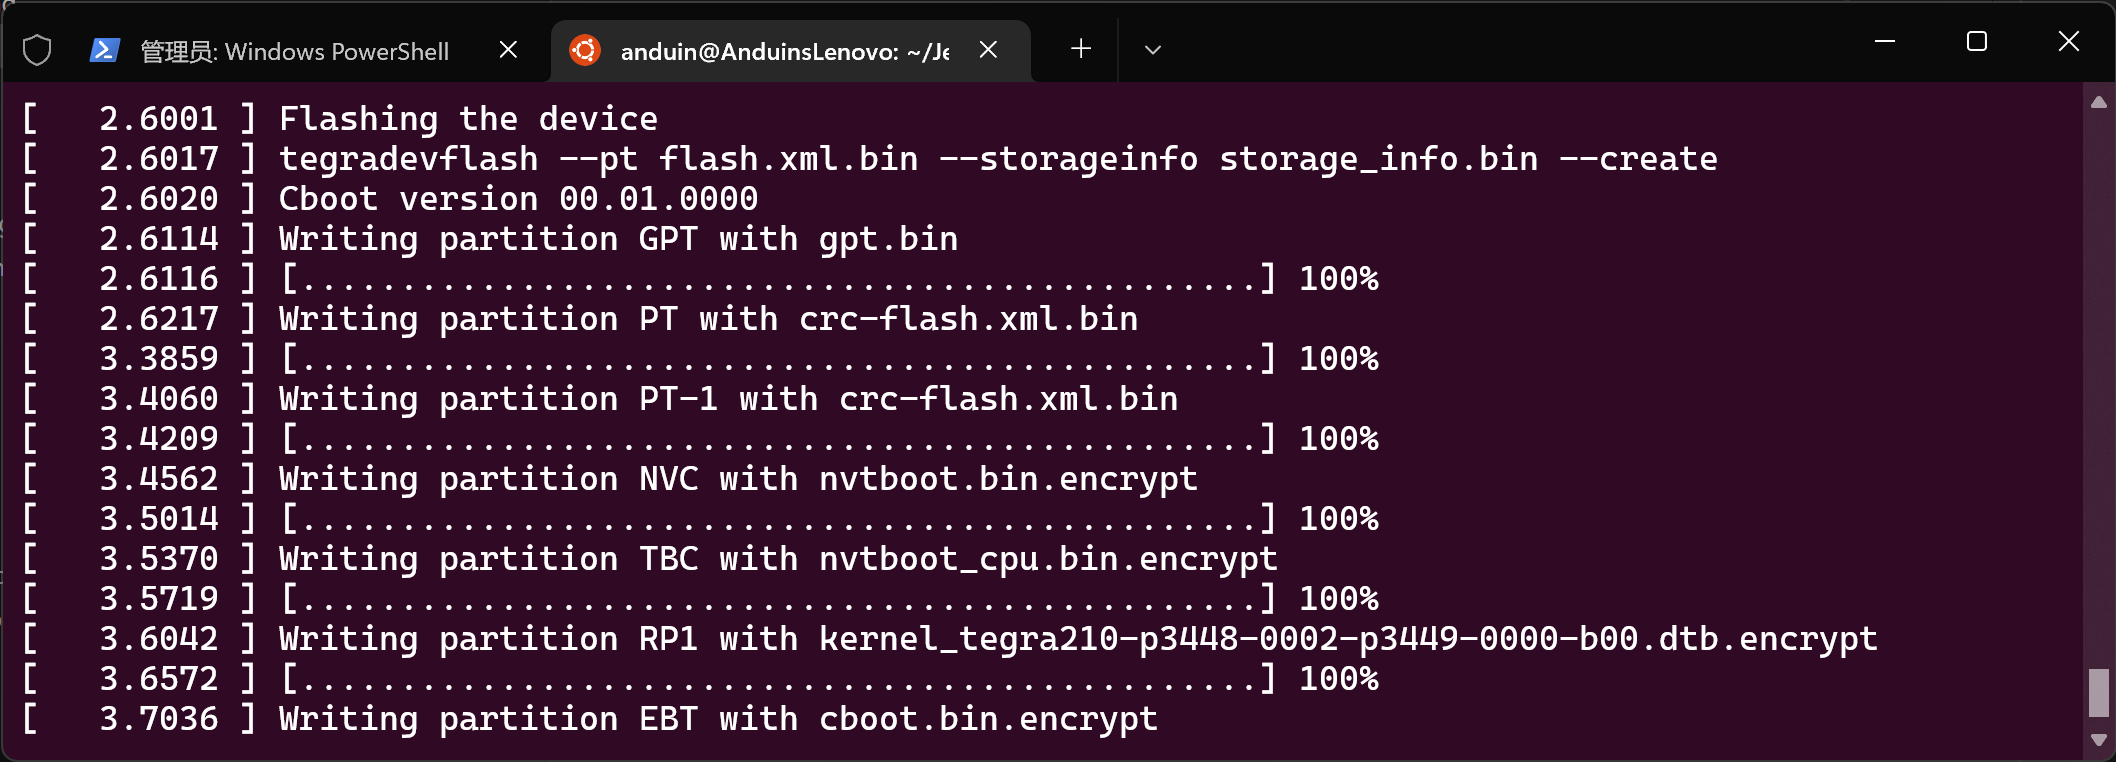 管理员: Windows PowerShell
anduin@AnduinsLenovo: ~/Je
[    2.6001 ] Flashing the device
[    2.6017 ] tegradevflash --pt flash.xml.bin --storageinfo storage_info.bin --create
[    2.6020 ] Cboot version 00.01.0000
[    2.6114 ] Writing partition GPT with gpt.bin
[    2.6116 ] [................................................] 100%
[    2.6217 ] Writing partition PT with crc-flash.xml.bin
[    3.3859 ] [................................................] 100%
[    3.4060 ] Writing partition PT-1 with crc-flash.xml.bin
[    3.4209 ] [................................................] 100%
[    3.4562 ] Writing partition NVC with nvtboot.bin.encrypt
[    3.5014 ] [................................................] 100%
[    3.5370 ] Writing partition TBC with nvtboot_cpu.bin.encrypt
[    3.5719 ] [................................................] 100%
[    3.6042 ] Writing partition RP1 with kernel_tegra210-p3448-0002-p3449-0000-b00.dtb.encrypt
[    3.6572 ] [................................................] 100%
[    3.7036 ] Writing partition EBT with cboot.bin.encrypt